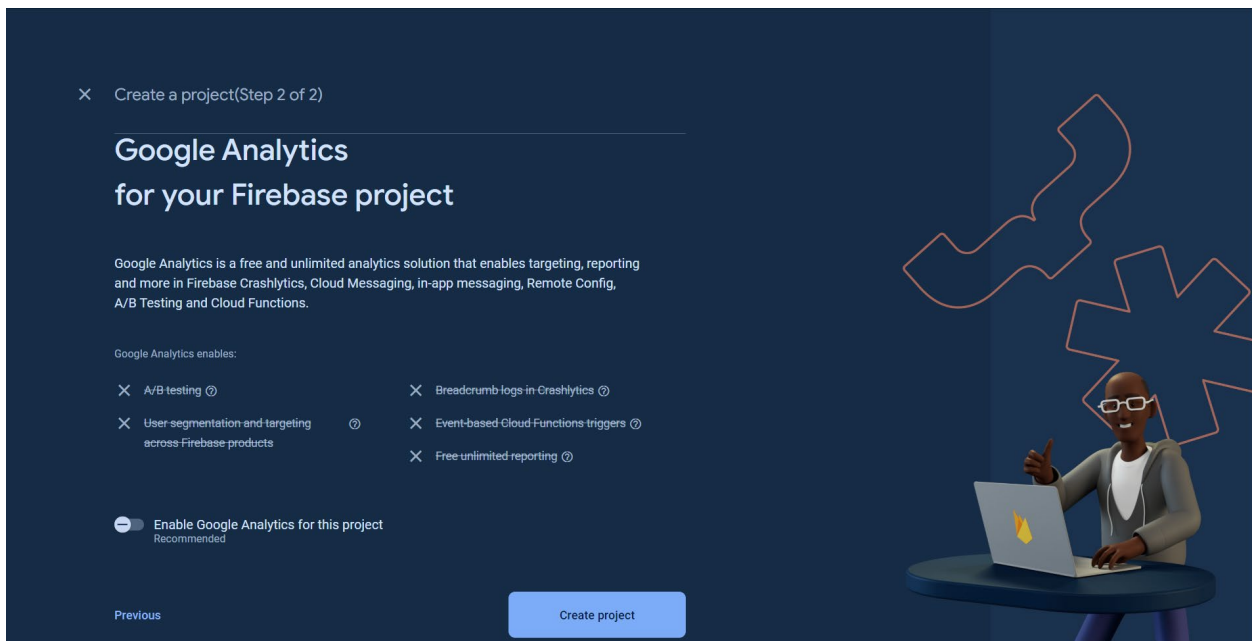 Create a project(Step 2 of 2)
Google Analytics
for your Firebase project
Google Analytics is a free and unlimited analytics solution that enables targeting, reporting
and more in Firebase Crashlytics, Cloud Messaging, in-app messaging, Remote Config,
A/B Testing and Cloud Functions.
Google Analytics enables:
A/B testing
User segmentation and targeting
across Firebase products
Breadcrumb logs in Crashlytics
Event-based Cloud Functions triggers
Free unlimited reporting
Enable Google Analytics for this project
Recommended
Previous
Create project